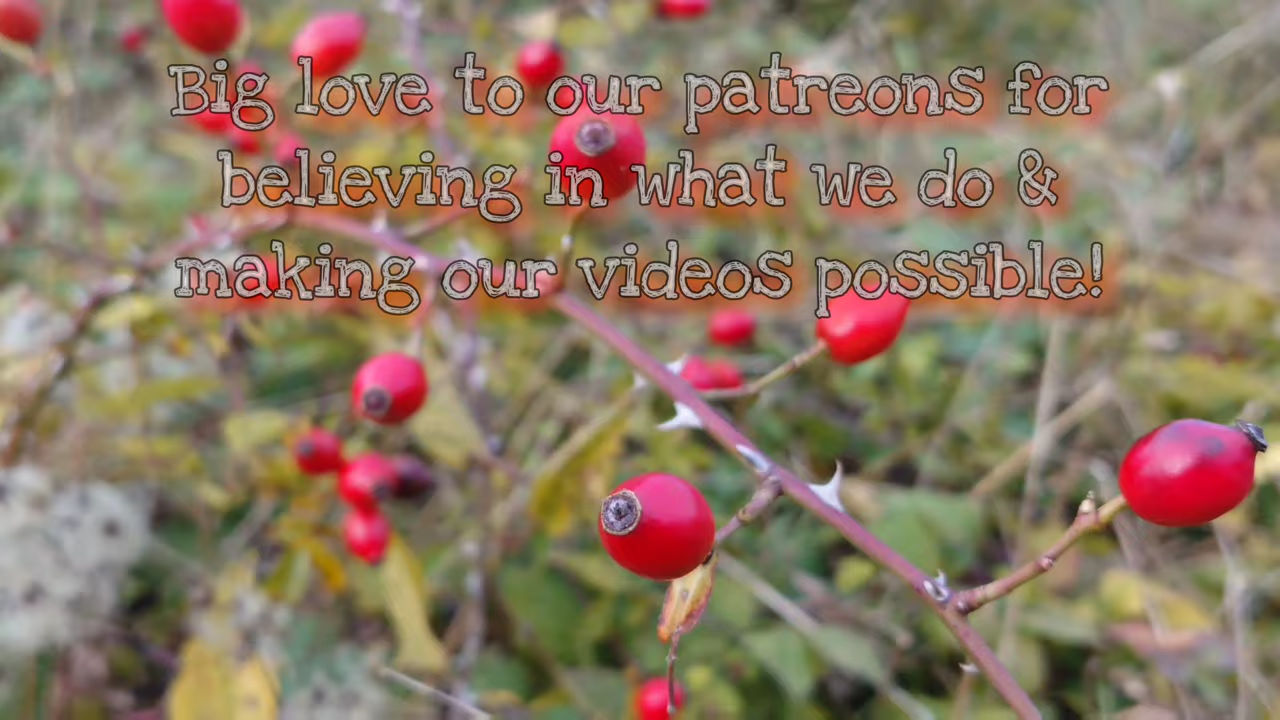 Big love to our patreons for
believing in what we do &
making our videos possible!